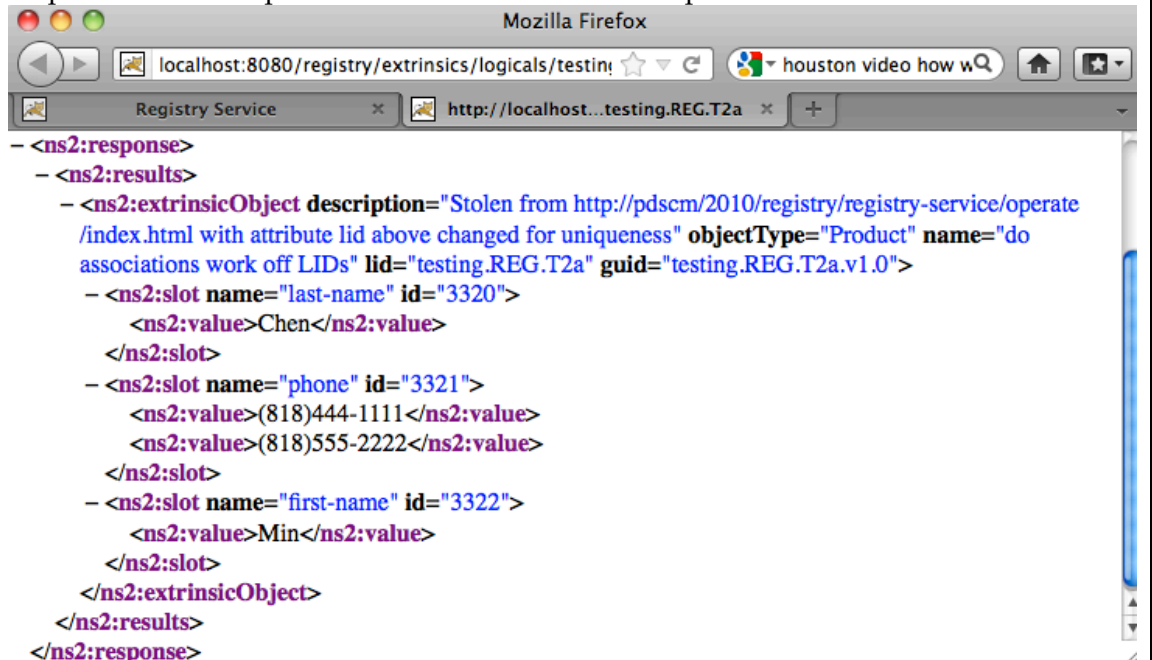 Mozilla Firefox
localhost:8080/registry/extrinsics/logicals/testing
houston video how w
Registry Service
http://localhost...testing.REG.T2a
– <ns2:response>
– <ns2:results>
– <ns2:extrinsicObject description="Stolen from http://pdscm/2010/registry/registry-service/operate
/index.html with attribute lid above changed for uniqueness" objectType="Product" name="do
associations work off LIDs" lid="testing.REG.T2a" guid="testing.REG.T2a.v1.0">
– <ns2:slot name="last-name" id="3320">
<ns2:value>Chen</ns2:value>
</ns2:slot>
– <ns2:slot name="phone" id="3321">
<ns2:value>(818)444-1111</ns2:value>
<ns2:value>(818)555-2222</ns2:value>
</ns2:slot>
– <ns2:slot name="first-name" id="3322">
<ns2:value>Min</ns2:value>
</ns2:slot>
</ns2:extrinsicObject>
</ns2:results>
</ns2:response>